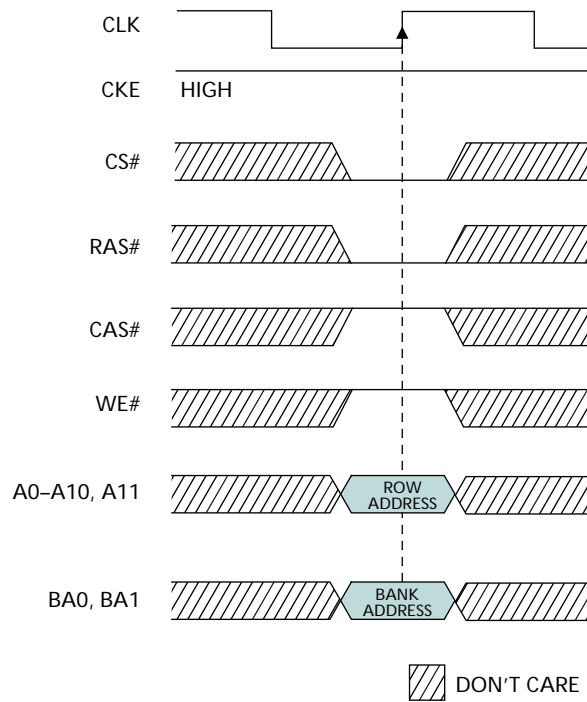 CLK
CKE HIGH
CS#
RAS#
CAS#
WE#
A0–A10, A11 ROW
ADDRESS
BA0, BA1 BANK
ADDRESS
DON'T CARE